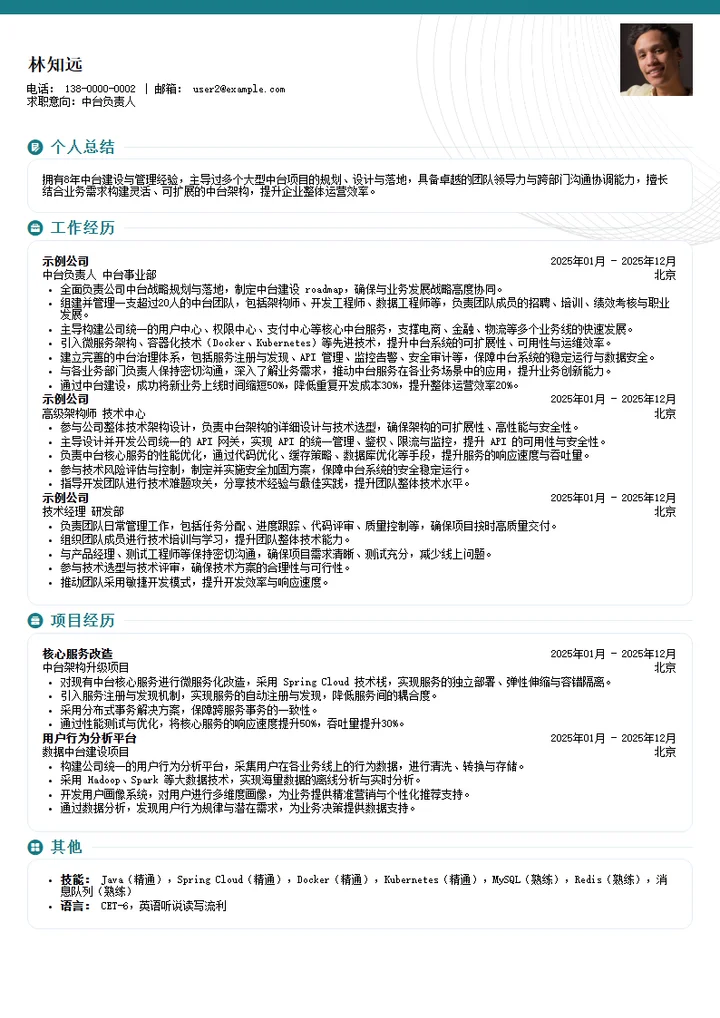 林知远
电话： 138-0000-0002 | 邮箱： user2@example.com
求职意向：中台负责人
个人总结
拥有8年中台建设与管理经验，主导过多个大型中台项目的规划、设计与落地，具备卓越的团队领导力与跨部门沟通协调能力，擅长
结合业务需求构建灵活、可扩展的中台架构，提升企业整体运营效率。
工作经历
示例公司 2025年01月 - 2025年12月
中台负责人 中台事业部 北京
• 全面负责公司中台战略规划与落地，制定中台建设 roadmap，确保与业务发展战略高度协同。
• 组建并管理一支超过20人的中台团队，包括架构师、开发工程师、数据工程师等，负责团队成员的招聘、培训、绩效考核与职业
发展。
• 主导构建公司统一的用户中心、权限中心、支付中心等核心中台服务，支撑电商、金融、物流等多个业务线的快速发展。
• 引入微服务架构、容器化技术（Docker、Kubernetes）等先进技术，提升中台系统的可扩展性、可用性与运维效率。
• 建立完善的中台治理体系，包括服务注册与发现、API 管理、监控告警、安全审计等，保障中台系统的稳定运行与数据安全。
• 与各业务部门负责人保持密切沟通，深入了解业务需求，推动中台服务在各业务场景中的应用，提升业务创新能力。
• 通过中台建设，成功将新业务上线时间缩短50%，降低重复开发成本30%，提升整体运营效率20%。
示例公司 2025年01月 - 2025年12月
高级架构师 技术中心 北京
• 参与公司整体技术架构设计，负责中台架构的详细设计与技术选型，确保架构的可扩展性、高性能与安全性。
• 主导设计并开发公司统一的 API 网关，实现 API 的统一管理、鉴权、限流与监控，提升 API 的可用性与安全性。
• 负责中台核心服务的性能优化，通过代码优化、缓存策略、数据库优化等手段，提升服务的响应速度与吞吐量。
• 参与技术风险评估与控制，制定并实施安全加固方案，保障中台系统的安全稳定运行。
• 指导开发团队进行技术难题攻关，分享技术经验与最佳实践，提升团队整体技术水平。
示例公司 2025年01月 - 2025年12月
技术经理 研发部 北京
• 负责团队日常管理工作，包括任务分配、进度跟踪、代码评审、质量控制等，确保项目按时高质量交付。
• 组织团队成员进行技术培训与学习，提升团队整体技术能力。
• 与产品经理、测试工程师等保持密切沟通，确保项目需求清晰、测试充分，减少线上问题。
• 参与技术选型与技术评审，确保技术方案的合理性与可行性。
• 推动团队采用敏捷开发模式，提升开发效率与响应速度。
项目经历
核心服务改造 2025年01月 - 2025年12月
中台架构升级项目 北京
• 对现有中台核心服务进行微服务化改造，采用 Spring Cloud 技术栈，实现服务的独立部署、弹性伸缩与容错隔离。
• 引入服务注册与发现机制，实现服务的自动注册与发现，降低服务间的耦合度。
• 采用分布式事务解决方案，保障跨服务事务的一致性。
• 通过性能测试与优化，将核心服务的响应速度提升50%，吞吐量提升30%。
用户行为分析平台 2025年01月 - 2025年12月
数据中台建设项目 北京
• 构建公司统一的用户行为分析平台，采集用户在各业务线上的行为数据，进行清洗、转换与存储。
• 采用 Hadoop、Spark 等大数据技术，实现海量数据的离线分析与实时分析。
• 开发用户画像系统，对用户进行多维度画像，为业务提供精准营销与个性化推荐支持。
• 通过数据分析，发现用户行为规律与潜在需求，为业务决策提供数据支持。
其他
• 技能： Java（精通），Spring Cloud（精通），Docker（精通），Kubernetes（精通），MySQL（熟练），Redis（熟练），消
息队列（熟练）
• 语言： CET-6，英语听说读写流利